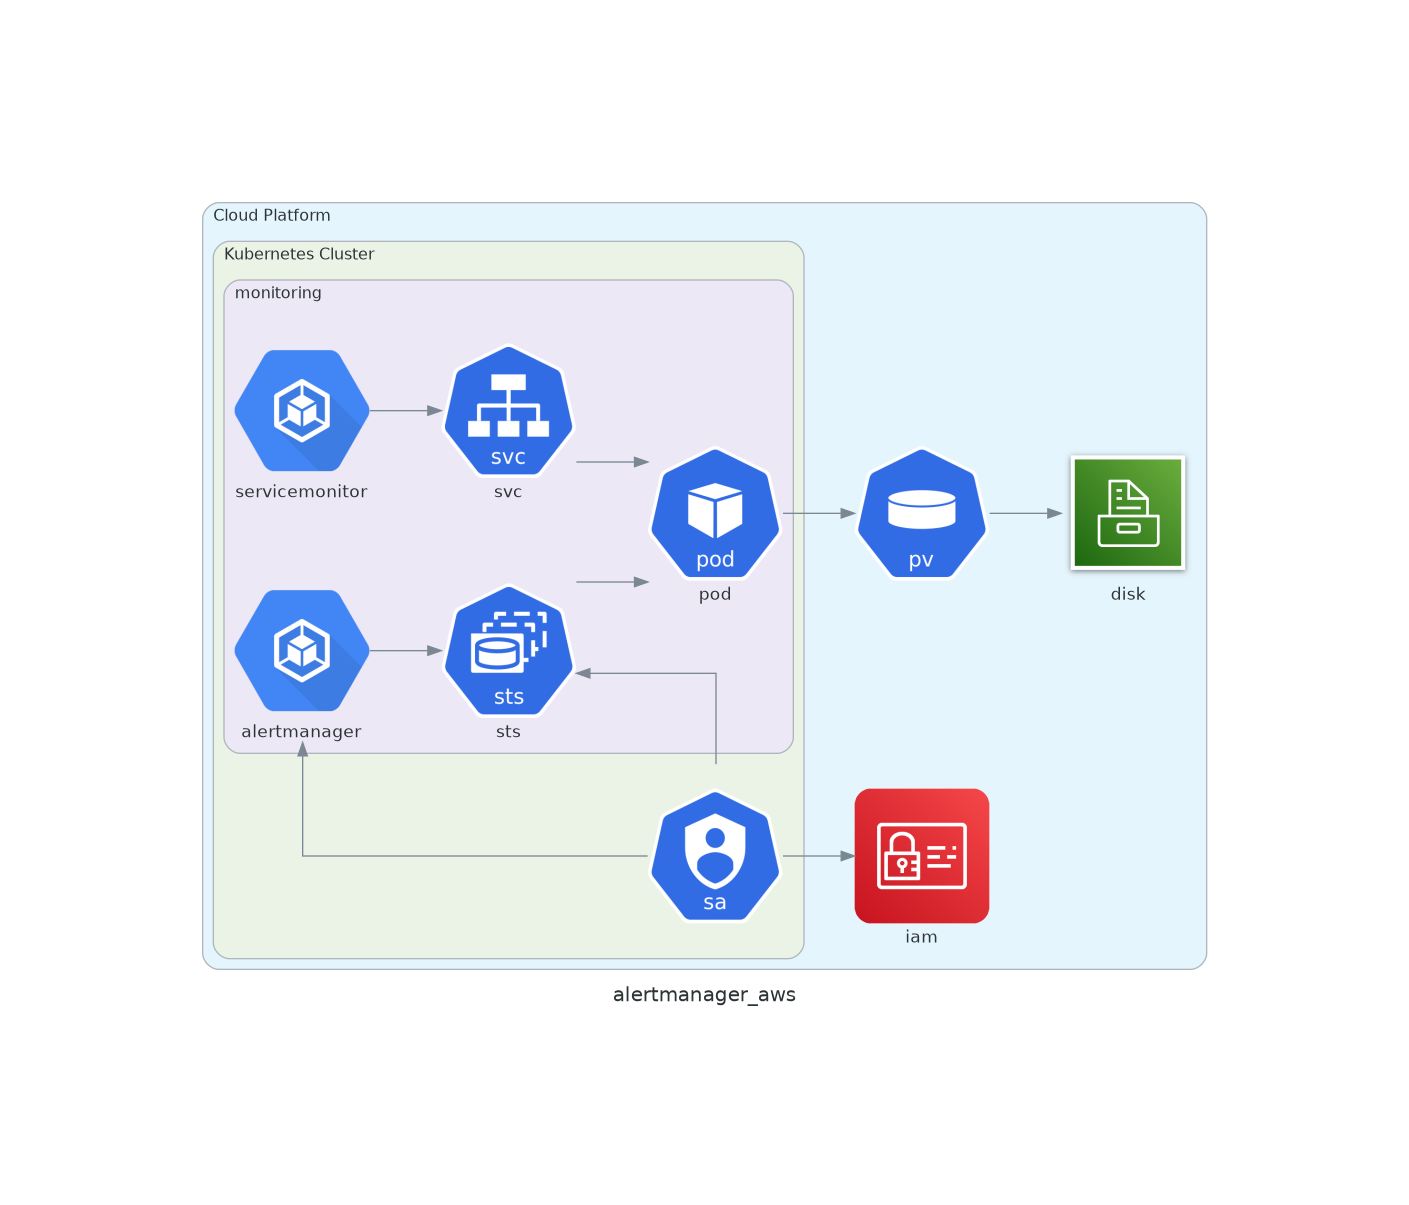 Cloud Platform
Kubernetes Cluster
monitoring
servicemonitor
svc
svc
pod
pod
pv
disk
alertmanager
sts
sts
sa
iam
alertmanager_aws